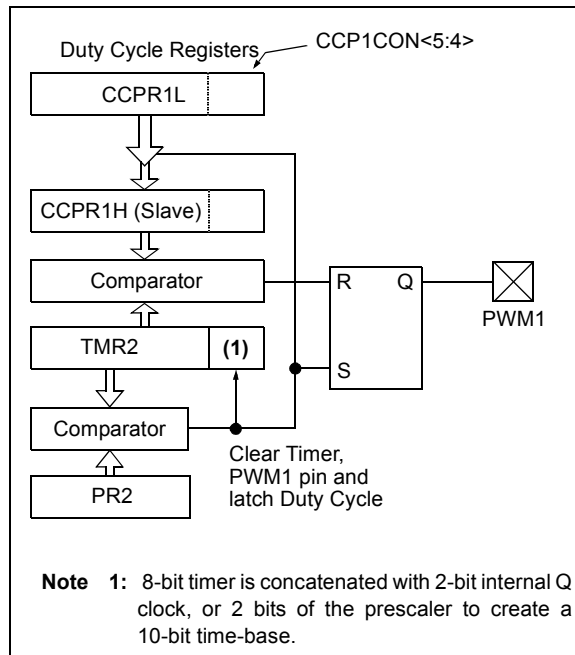 Duty Cycle Registers
CCP1CON<5:4>
CCPR1L
CCPR1H (Slave)
Comparator
R Q
PWM1
TMR2 (1)
S
Comparator
Clear Timer,
PWM1 pin and
latch Duty Cycle
PR2
Note 1: 8-bit timer is concatenated with 2-bit internal Q
clock, or 2 bits of the prescaler to create a
10-bit time-base.